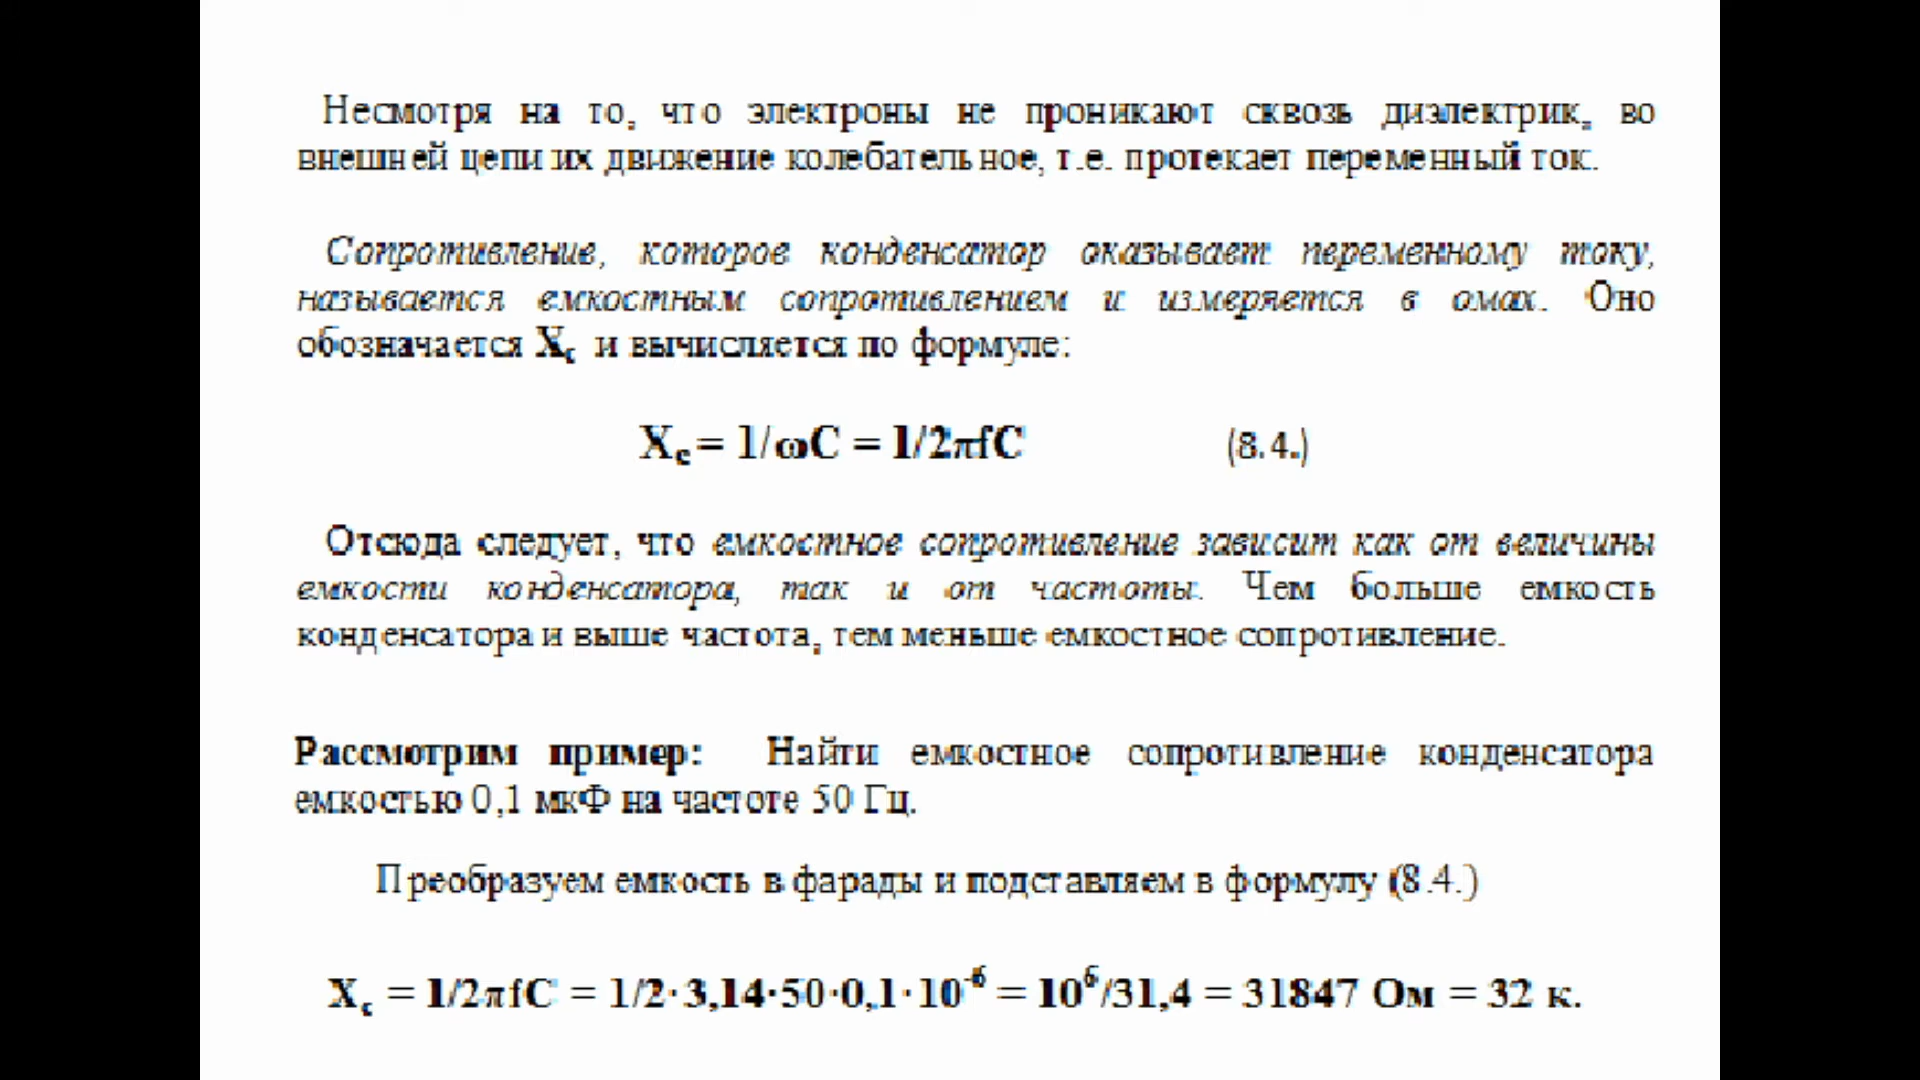 Несмотря на то, что электроны не проникают сквозь диэлектрик, во
внешней цепи их движение колебательное, т.е. протекает переменный ток.
Сопротивление, которое конденсатор оказывает переменному току,
называется емкостным сопротивлением и измеряется в омах. Оно
обозначается Xc и вычисляется по формуле:
Xc = 1/ωC = 1/2πfC (8.4.)
Отсюда следует, что емкостное сопротивление зависит как от величины
емкости конденсатора, так и от частоты. Чем больше емкость
конденсатора и выше частота, тем меньше емкостное сопротивление.
Рассмотрим пример: Найти емкостное сопротивление конденсатора
емкостью 0,1 мкФ на частоте 50 Гц.
Преобразуем емкость в фарады и подставляем в формулу (8.4.)
Xc = 1/2πfC = 1/2·3,14·50·0,1·10⁻⁶ = 10⁶/31,4 = 31847 Ом = 32 к.